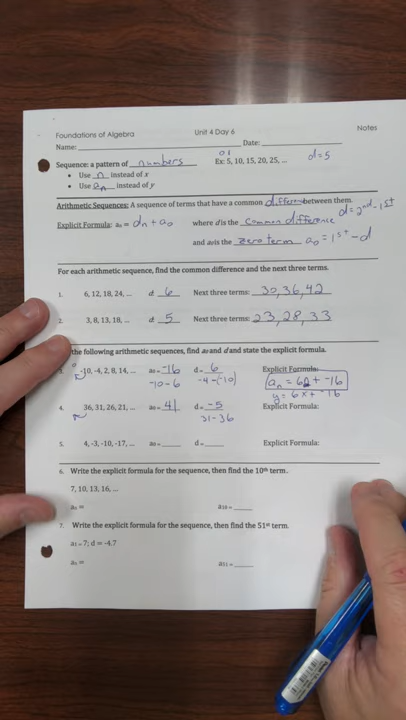 Foundations of Algebra Unit 4 Day 6 Notes
Name: Date:
Sequence: a pattern of numbers Ex: 5, 10, 15, 20, 25, ... d=5
0 1
• Use n instead of x
• Use an instead of y
Arithmetic Sequences: A sequence of terms that have a common difference between them.
d = 2nd - 1st
Explicit Formula: an = dn + a0 where d is the common difference
and a0 is the zero term a0 = 1st - d
For each arithmetic sequence, find the common difference and the next three terms.
1. 6, 12, 18, 24, ... d: 6 Next three terms: 30, 36, 42
2. 3, 8, 13, 18, ... d: 5 Next three terms: 23, 28, 33
the following arithmetic sequences, find a0 and d and state the explicit formula.
3. -10, -4, 2, 8, 14, ... a0= -16 d= 6 Explicit Formula:
-10-6 -4-(-10) an = 6n + -16
y = 6x + -16
4. 36, 31, 26, 21, ... a0= 41 d= -5 Explicit Formula:
31-36
5. 4, -3, -10, -17, ... a0= d= Explicit Formula:
6. Write the explicit formula for the sequence, then find the 10th term.
7, 10, 13, 16, ...
an = a10 =
7. Write the explicit formula for the sequence, then find the 51st term.
a1 = 7; d = -4.7
an = a51 =